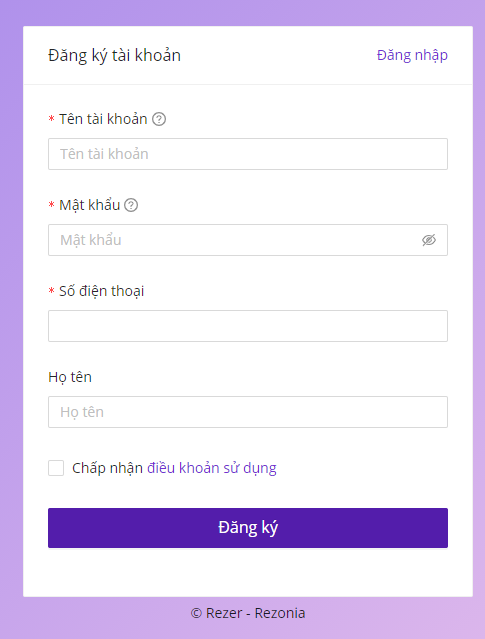 Đăng ký tài khoản Đăng nhập
* Tên tài khoản
Tên tài khoản
* Mật khẩu
Mật khẩu
* Số điện thoại
Họ tên
Họ tên
Chấp nhận điều khoản sử dụng
Đăng ký
© Rezer - Rezonia